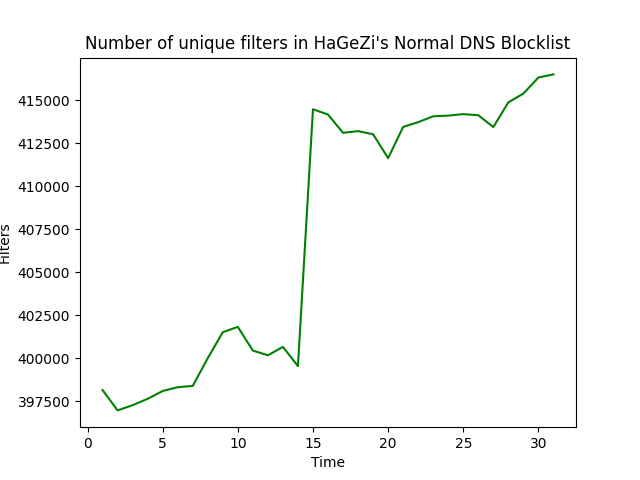 Number of unique filters in HaGeZi's Normal DNS Blocklist
415000
412500
410000
407500
405000
402500
400000
397500
Filters
0 5 10 15 20 25 30
Time